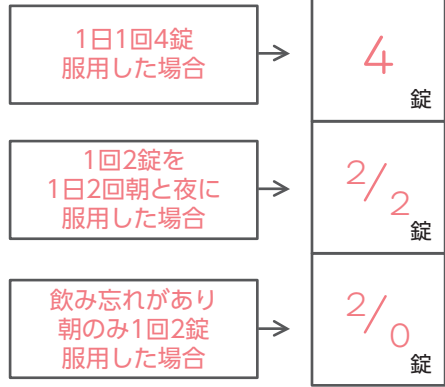 1日1回4錠
服用した場合
4
錠
1回2錠を
1日2回朝と夜に
服用した場合
2/2
錠
飲み忘れがあり
朝のみ1回2錠
服用した場合
2/0
錠